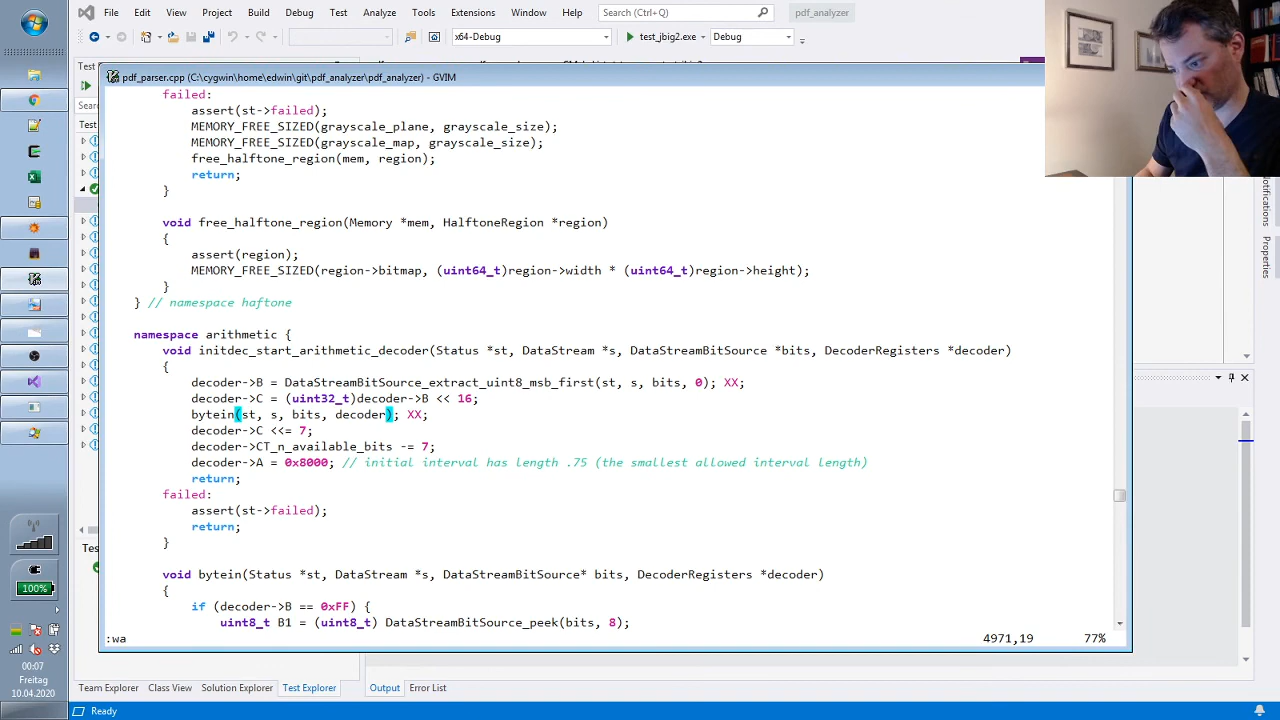 File Edit View Project Build Debug Test Analyze Tools Extensions Window Help Search (Ctrl+Q) pdf_analyzer
x64-Debug test_jbig2.exe Debug
pdf_parser.cpp (C:\cygwin\home\edwin\git\pdf_analyzer\pdf_analyzer) - GVIM
failed:
assert(st->failed);
MEMORY_FREE_SIZED(grayscale_plane, grayscale_size);
MEMORY_FREE_SIZED(grayscale_map, grayscale_size);
free_halftone_region(mem, region);
return;
}
void free_halftone_region(Memory *mem, HalftoneRegion *region)
{
assert(region);
MEMORY_FREE_SIZED(region->bitmap, (uint64_t)region->width * (uint64_t)region->height);
}
} // namespace haftone
namespace arithmetic {
void initdec_start_arithmetic_decoder(Status *st, DataStream *s, DataStreamBitSource *bits, DecoderRegisters *decoder)
{
decoder->B = DataStreamBitSource_extract_uint8_msb_first(st, s, bits, 0); XX;
decoder->C = (uint32_t)decoder->B << 16;
bytein(st, s, bits, decoder); XX;
decoder->C <<= 7;
decoder->CT_n_available_bits -= 7;
decoder->A = 0x8000; // initial interval has length .75 (the smallest allowed interval length)
return;
failed:
assert(st->failed);
return;
}
void bytein(Status *st, DataStream *s, DataStreamBitSource* bits, DecoderRegisters *decoder)
{
if (decoder->B == 0xFF) {
uint8_t B1 = (uint8_t) DataStreamBitSource_peek(bits, 8);
:wa 4971,19 77%
Notifications
Properties
Team Explorer Class View Solution Explorer Test Explorer Output Error List
Ready
100%
00:07
Freitag
10.04.2020